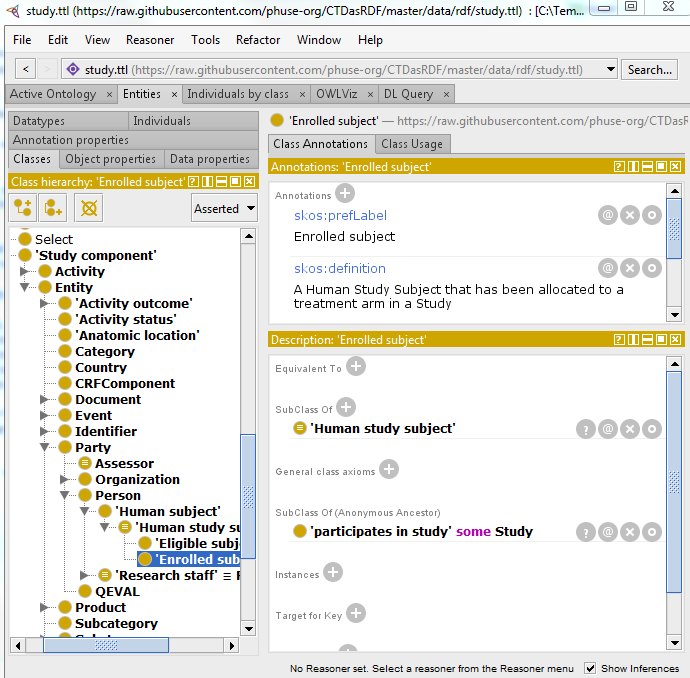 study.ttl (https://raw.githubusercontent.com/phuse-org/CTDasRDF/master/data/rdf/study.ttl) : [C:\Tem...
File Edit View Reasoner Tools Refactor Window Help
< > study.ttl (https://raw.githubusercontent.com/phuse-org/CTDasRDF/master/data/rdf/study.ttl) Search...
Active Ontology × Entities × Individuals by class × OWLViz × DL Query ×
Datatypes Individuals
Annotation properties
Classes Object properties Data properties
Class hierarchy: 'Enrolled subject'
Asserted
Select
'Study component'
Activity
Entity
'Activity outcome'
'Activity status'
'Anatomic location'
Category
Country
CRFComponent
Document
Event
Identifier
Party
Assessor
Organization
Person
'Human subject'
'Human study su
'Eligible subj
'Enrolled sub
'Research staff' ≡
QEVAL
Product
Subcategory
'Enrolled subject' — https://raw.githubusercontent.com/phuse-org/CTDasR
Class Annotations Class Usage
Annotations: 'Enrolled subject'
Annotations
skos:prefLabel
Enrolled subject
skos:definition
A Human Study Subject that has been allocated to a
treatment arm in a Study
Description: 'Enrolled subject'
Equivalent To
SubClass Of
'Human study subject'
General class axioms
SubClass Of (Anonymous Ancestor)
'participates in study' some Study
Instances
Target for Key
No Reasoner set. Select a reasoner from the Reasoner menu Show Inferences